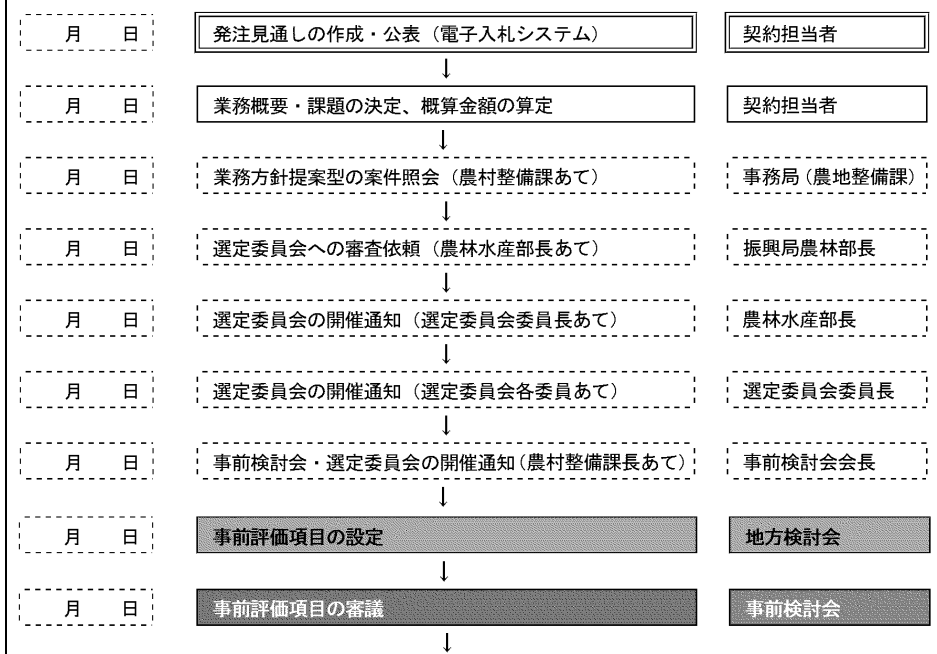 月 日 発注見通しの作成・公表(電子入札システム) 契約担当者
↓
月 日 業務概要・課題の決定、概算金額の算定 契約担当者
↓
月 日 業務方針提案型の案件照会(農村整備課あて) 事務局(農地整備課)
↓
月 日 選定委員会への審査依頼(農林水産部長あて) 振興局農林部長
↓
月 日 選定委員会の開催通知(選定委員会委員長あて) 農林水産部長
↓
月 日 選定委員会の開催通知(選定委員会各委員あて) 選定委員会委員長
↓
月 日 事前検討会・選定委員会の開催通知(農村整備課長あて) 事前検討会会長
↓
月 日 事前評価項目の設定 地方検討会
↓
月 日 事前評価項目の審議 事前検討会
↓